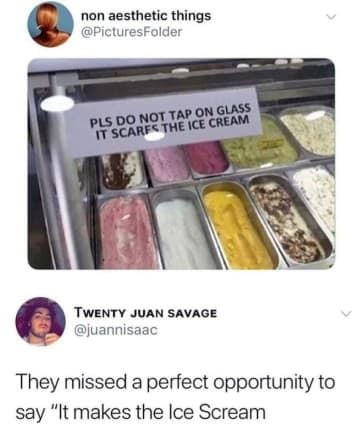 non aesthetic things
@PicturesFolder
PLS DO NOT TAP ON GLASS
IT SCARES THE ICE CREAM
TWENTY JUAN SAVAGE
@juannisaac
They missed a perfect opportunity to
say "It makes the Ice Scream